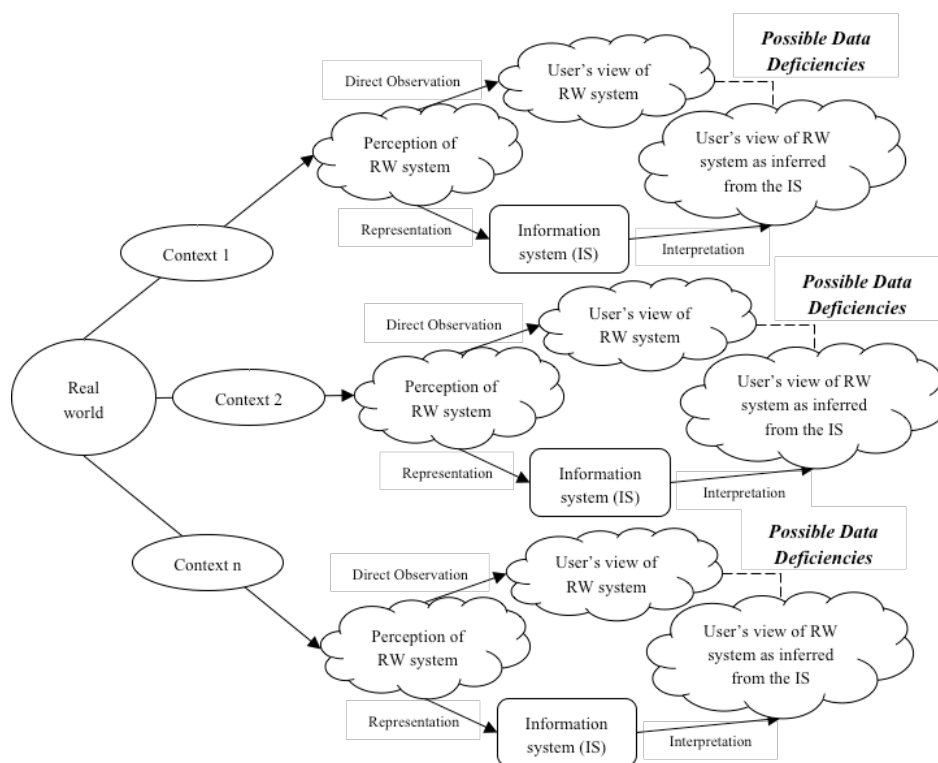 Possible Data
Deficiencies
Direct Observation
User's view of
RW system
Perception of
RW system
User's view of RW
system as inferred
from the IS
Representation
Information
system (IS)
Interpretation
Context 1
Possible Data
Deficiencies
Direct Observation
User's view of
RW system
Real
world
Context 2
Perception of
RW system
User's view of RW
system as inferred
from the IS
Representation
Information
system (IS)
Interpretation
Context n
Possible Data
Deficiencies
Direct Observation
User's view of
RW system
Perception of
RW system
User's view of RW
system as inferred
from the IS
Representation
Information
system (IS)
Interpretation